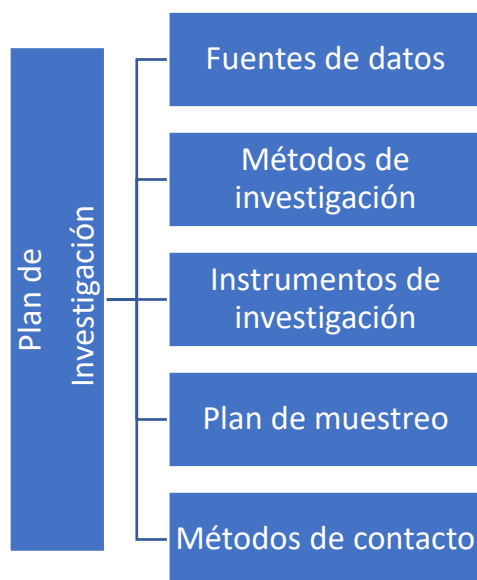 Plan de
Investigación
Fuentes de datos
Métodos de
investigación
Instrumentos de
investigación
Plan de muestreo
Métodos de contacto